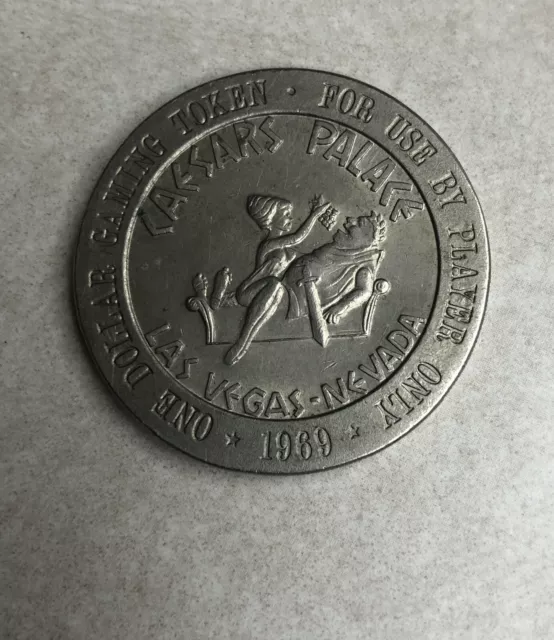 ONE DOLLAR GAMING TOKEN · FOR USE BY PLAYER ONLY
CAESARS PALACE
LAS VEGAS-NEVADA
★ 1969 ★